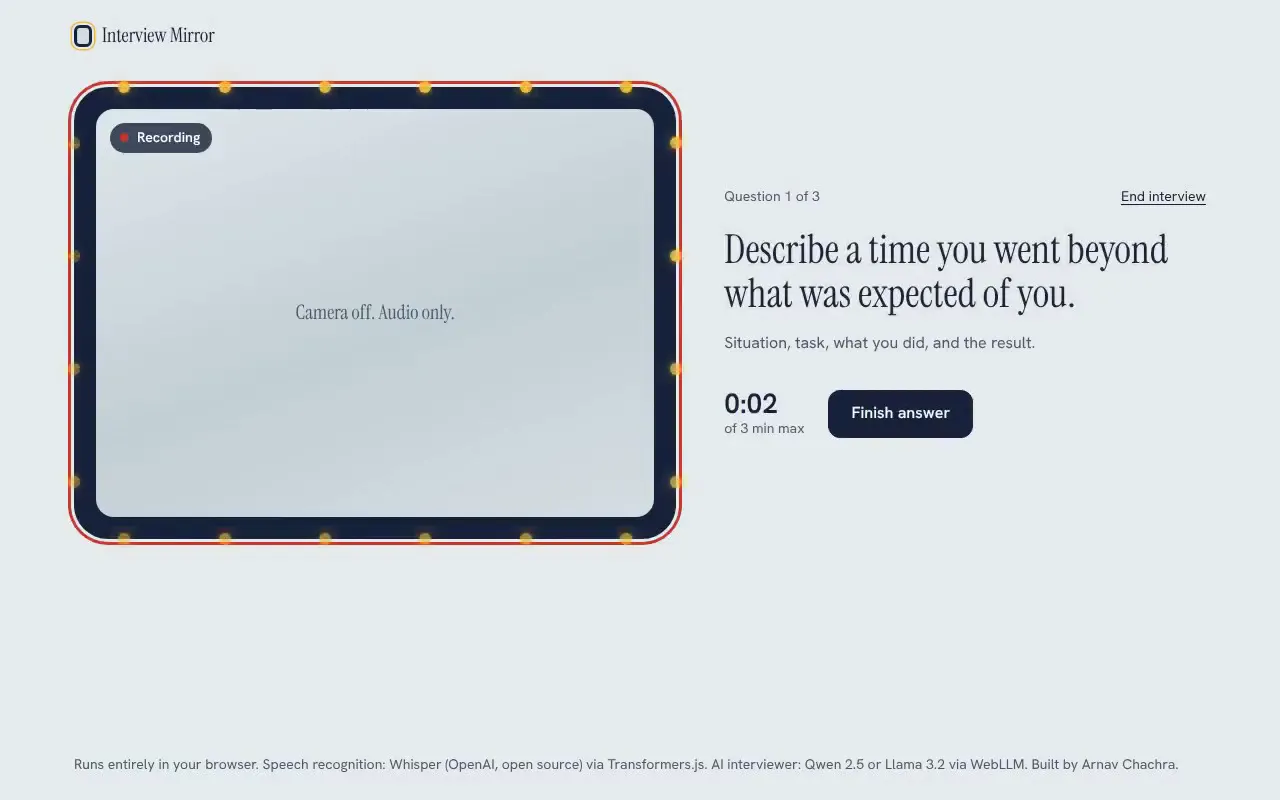 Interview Mirror
Recording
Camera off. Audio only.
Question 1 of 3
End interview
Describe a time you went beyond
what was expected of you.
Situation, task, what you did, and the result.
0:02
of 3 min max
Finish answer
Runs entirely in your browser. Speech recognition: Whisper (OpenAI, open source) via Transformers.js. AI interviewer: Qwen 2.5 or Llama 3.2 via WebLLM. Built by Arnav Chachra.